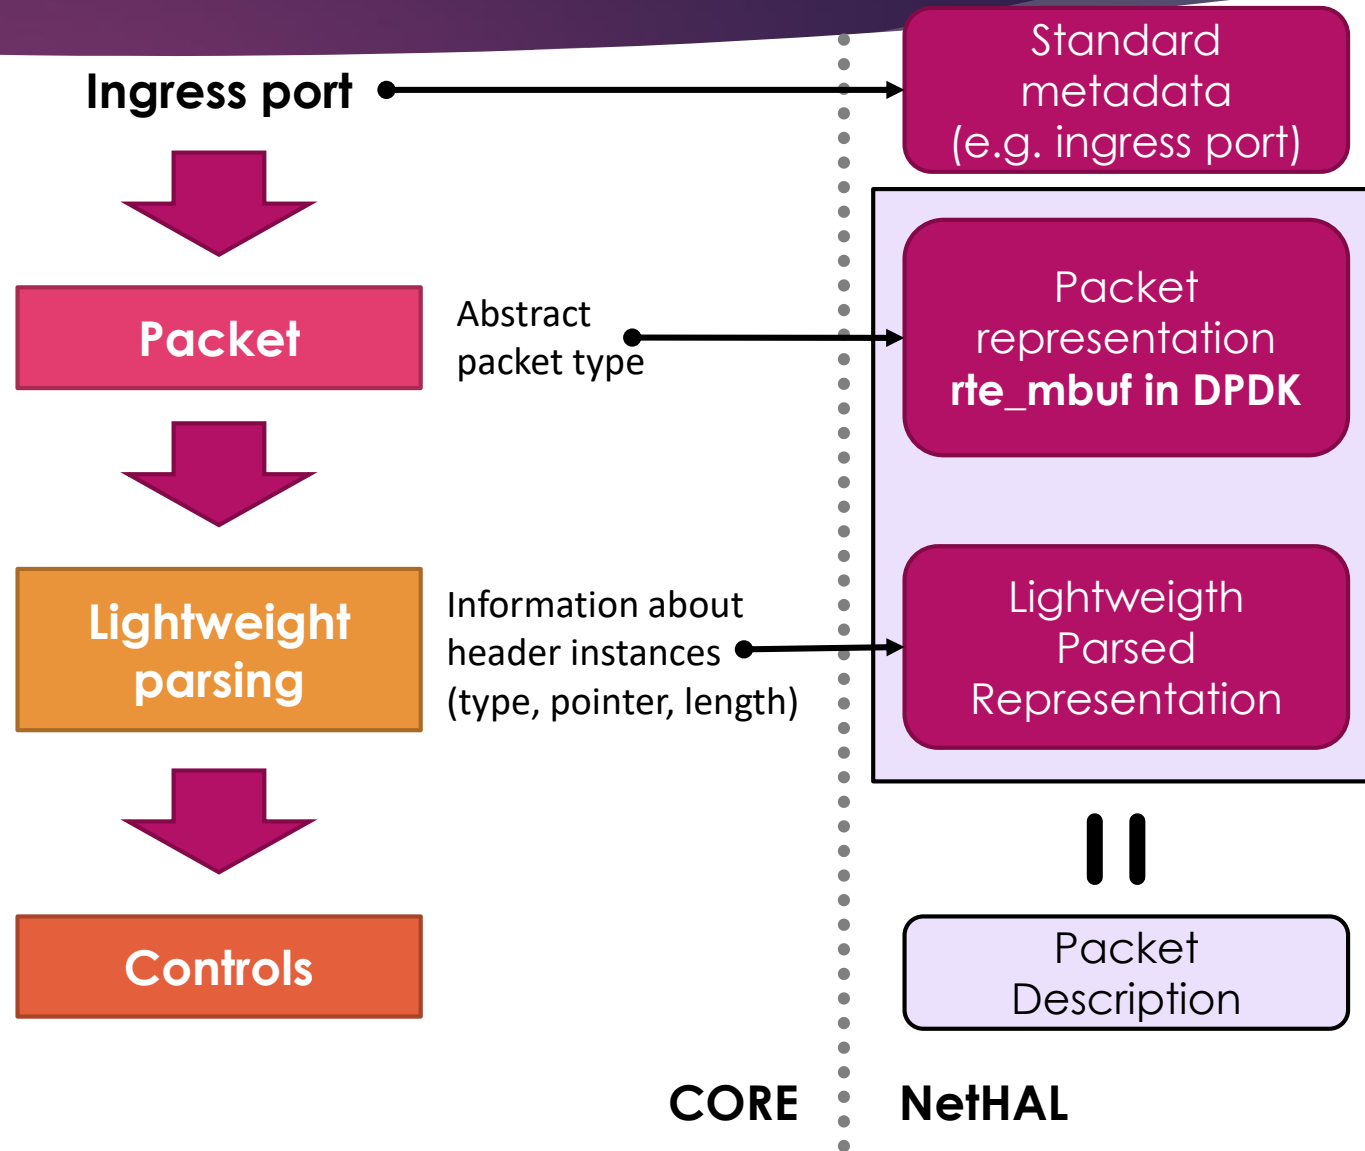 Ingress port
Standard
metadata
(e.g. ingress port)
Packet
Abstract
packet type
Packet
representation
rte_mbuf in DPDK
Lightweight
parsing
Information about
header instances
(type, pointer, length)
Lightweigth
Parsed
Representation
Controls
Packet
Description
CORE
NetHAL